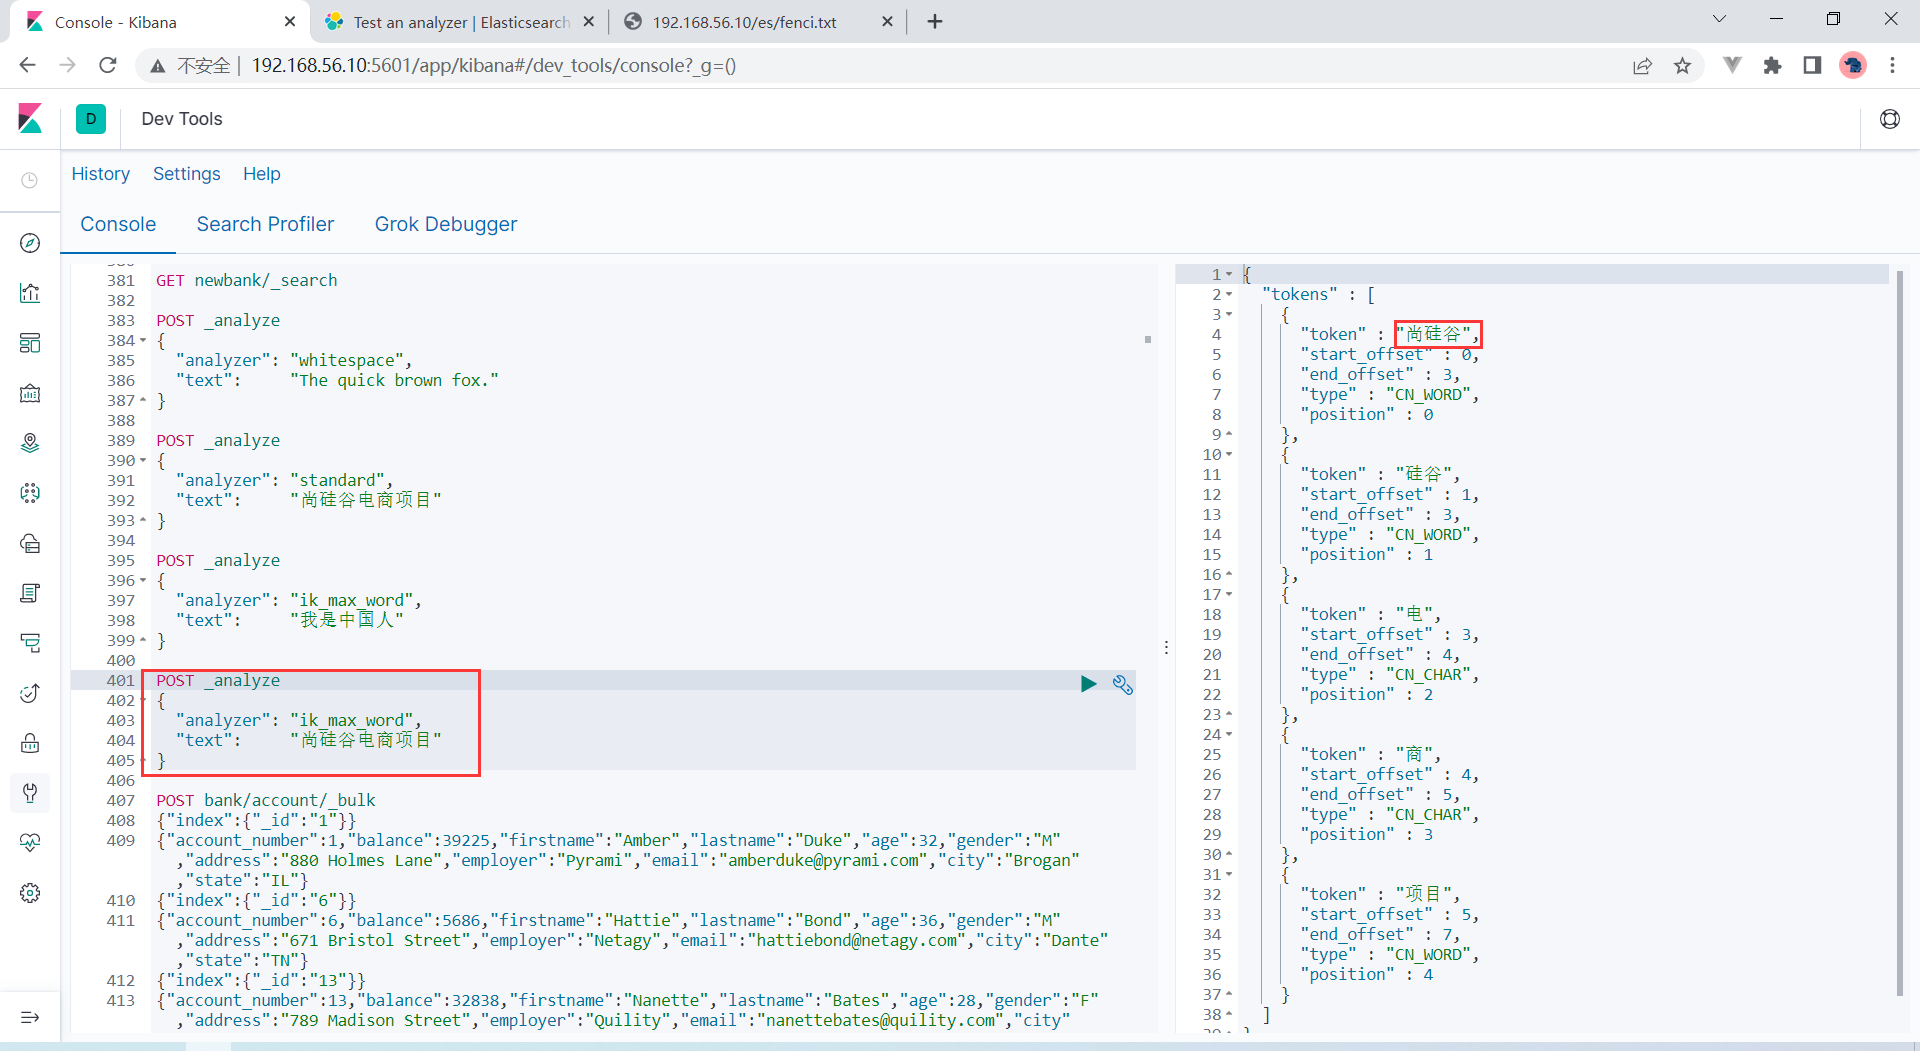 Console - Kibana
Test an analyzer | Elasticsearch
192.168.56.10/es/fenci.txt
不安全 | 192.168.56.10:5601/app/kibana#/dev_tools/console?_g=()
D
Dev Tools
History Settings Help
Console Search Profiler Grok Debugger
381 GET newbank/_search
382
383 POST _analyze
384 {
385 "analyzer": "whitespace",
386 "text": "The quick brown fox."
387 }
388
389 POST _analyze
390 {
391 "analyzer": "standard",
392 "text": "尚硅谷电商项目"
393 }
394
395 POST _analyze
396 {
397 "analyzer": "ik_max_word",
398 "text": "我是中国人"
399 }
400
401 POST _analyze
402 {
403 "analyzer": "ik_max_word",
404 "text": "尚硅谷电商项目"
405 }
406
407 POST bank/account/_bulk
408 {"index":{"_id":"1"}}
409 {"account_number":1,"balance":39225,"firstname":"Amber","lastname":"Duke","age":32,"gender":"M"
,"address":"880 Holmes Lane","employer":"Pyrami","email":"amberduke@pyrami.com","city":"Brogan"
,"state":"IL"}
410 {"index":{"_id":"6"}}
411 {"account_number":6,"balance":5686,"firstname":"Hattie","lastname":"Bond","age":36,"gender":"M"
,"address":"671 Bristol Street","employer":"Netagy","email":"hattiebond@netagy.com","city":"Dante"
,"state":"TN"}
412 {"index":{"_id":"13"}}
413 {"account_number":13,"balance":32838,"firstname":"Nanette","lastname":"Bates","age":28,"gender":"F"
,"address":"789 Madison Street","employer":"Quility","email":"nanettebates@quility.com","city"
1 {
2 "tokens" : [
3 {
4 "token" : "尚硅谷",
5 "start_offset" : 0,
6 "end_offset" : 3,
7 "type" : "CN_WORD",
8 "position" : 0
9 },
10 {
11 "token" : "硅谷",
12 "start_offset" : 1,
13 "end_offset" : 3,
14 "type" : "CN_WORD",
15 "position" : 1
16 },
17 {
18 "token" : "电",
19 "start_offset" : 3,
20 "end_offset" : 4,
21 "type" : "CN_CHAR",
22 "position" : 2
23 },
24 {
25 "token" : "商",
26 "start_offset" : 4,
27 "end_offset" : 5,
28 "type" : "CN_CHAR",
29 "position" : 3
30 },
31 {
32 "token" : "项目",
33 "start_offset" : 5,
34 "end_offset" : 7,
35 "type" : "CN_WORD",
36 "position" : 4
37 }
38 ]